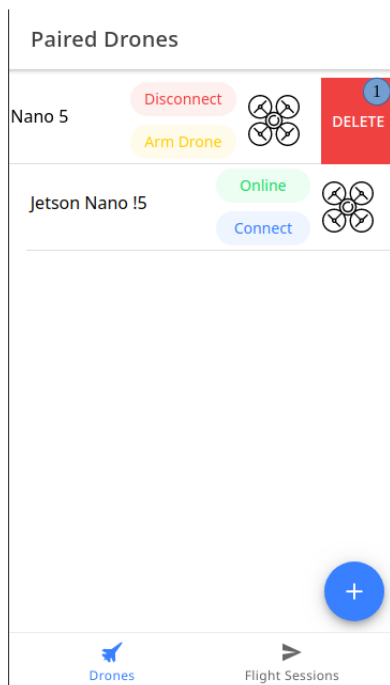 Paired Drones
1
Nano 5
Disconnect
Arm Drone
DELETE
Jetson Nano !5
Online
Connect
+
Drones
Flight Sessions